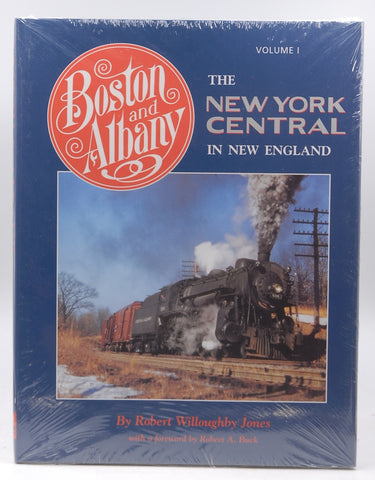 VOLUME I
Boston
and
Albany
THE
NEW YORK
CENTRAL
IN NEW ENGLAND
By Robert Willoughby Jones
with a foreword by Robert A. Buck